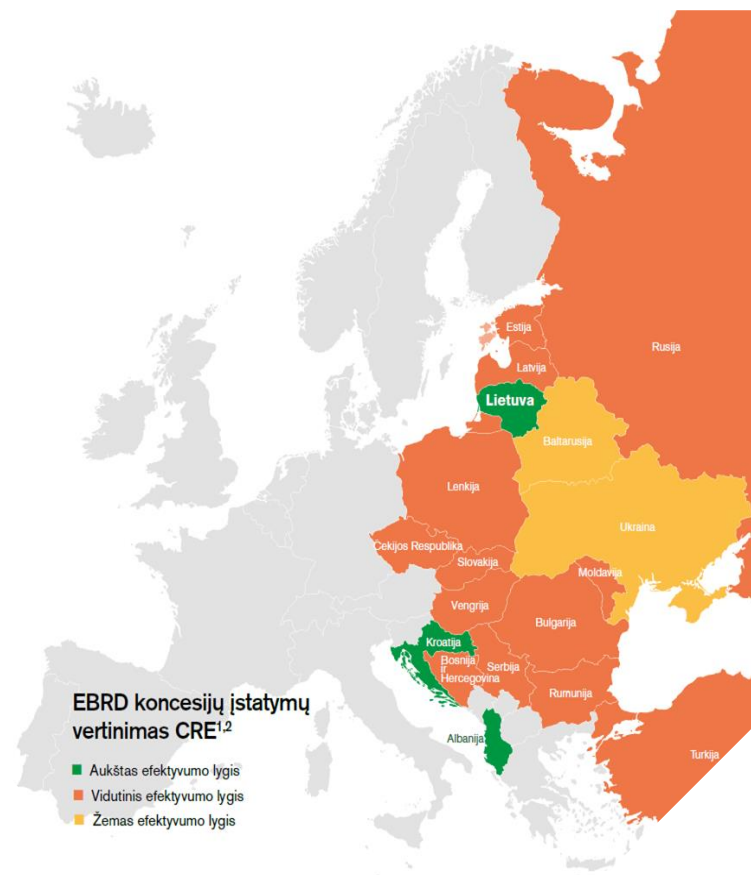 Estija
Rusija
Latvija
Lietuva
Baltarusija
Lenkija
Ukraina
Čekijos Respublika
Slovakija
Moldavija
Vengrija
Bulgarija
Kroatija
Bosnija
ir
Hercegovina
Serbija
Rumunija
Albanija
Turkija
EBRD koncesijų įstatymų
vertinimas CRE¹,²
Aukštas efektyvumo lygis
Vidutinis efektyvumo lygis
Žemas efektyvumo lygis